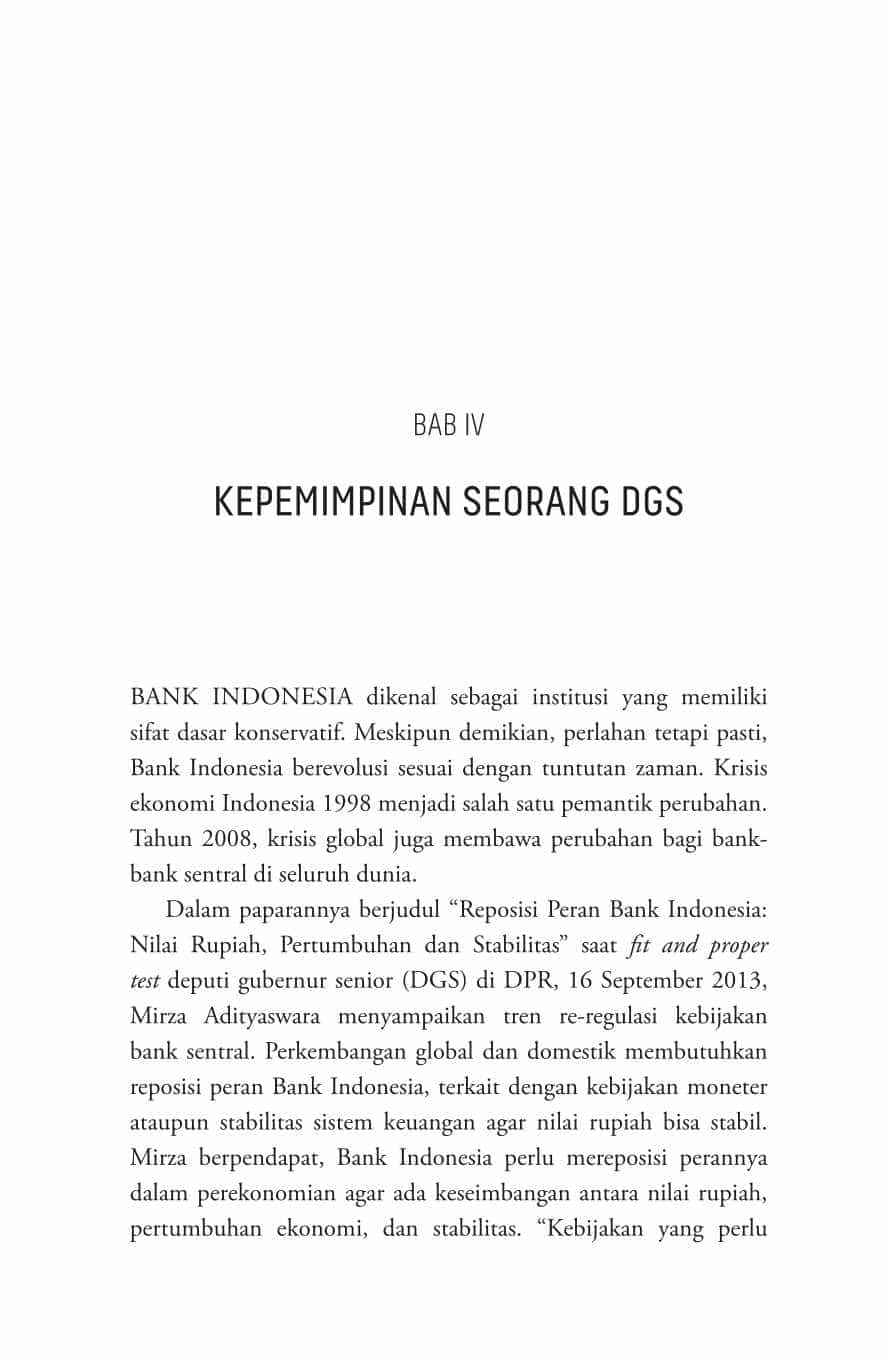 BAB IV
KEPEMIMPINAN SEORANG DGS
BANK INDONESIA dikenal sebagai institusi yang memiliki
sifat dasar konservatif. Meskipun demikian, perlahan tetapi pasti,
Bank Indonesia berevolusi sesuai dengan tuntutan zaman. Krisis
ekonomi Indonesia 1998 menjadi salah satu pemantik perubahan.
Tahun 2008, krisis global juga membawa perubahan bagi bank-
bank sentral di seluruh dunia.
Dalam paparannya berjudul “Reposisi Peran Bank Indonesia:
Nilai Rupiah, Pertumbuhan dan Stabilitas” saat fit and proper
test deputi gubernur senior (DGS) di DPR, 16 September 2013,
Mirza Adityaswara menyampaikan tren re-regulasi kebijakan
bank sentral. Perkembangan global dan domestik membutuhkan
reposisi peran Bank Indonesia, terkait dengan kebijakan moneter
ataupun stabilitas sistem keuangan agar nilai rupiah bisa stabil.
Mirza berpendapat, Bank Indonesia perlu mereposisi perannya
dalam perekonomian agar ada keseimbangan antara nilai rupiah,
pertumbuhan ekonomi, dan stabilitas. “Kebijakan yang perlu